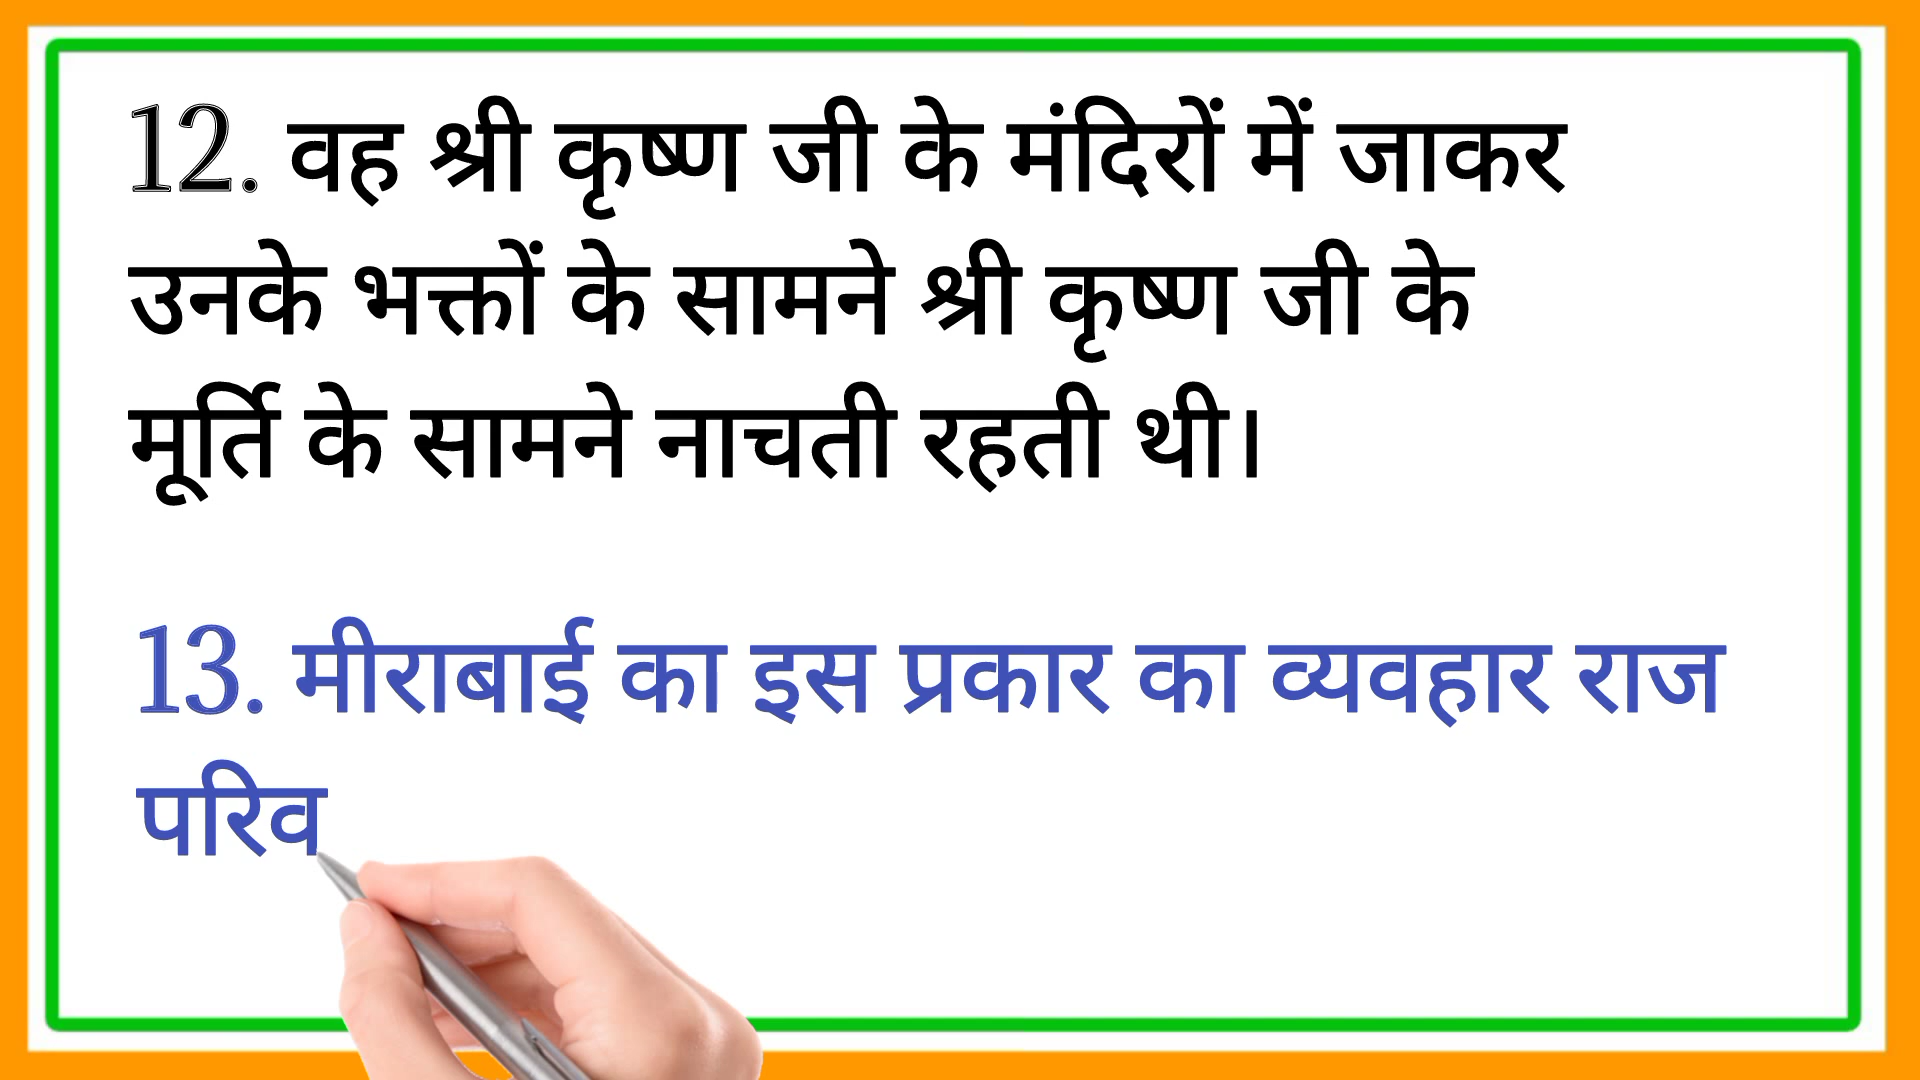 12. वह श्री कृष्ण जी के मंदिरों में जाकर
उनके भक्तों के सामने श्री कृष्ण जी के
मूर्ति के सामने नाचती रहती थी।
13. मीराबाई का इस प्रकार का व्यवहार राज
परिव